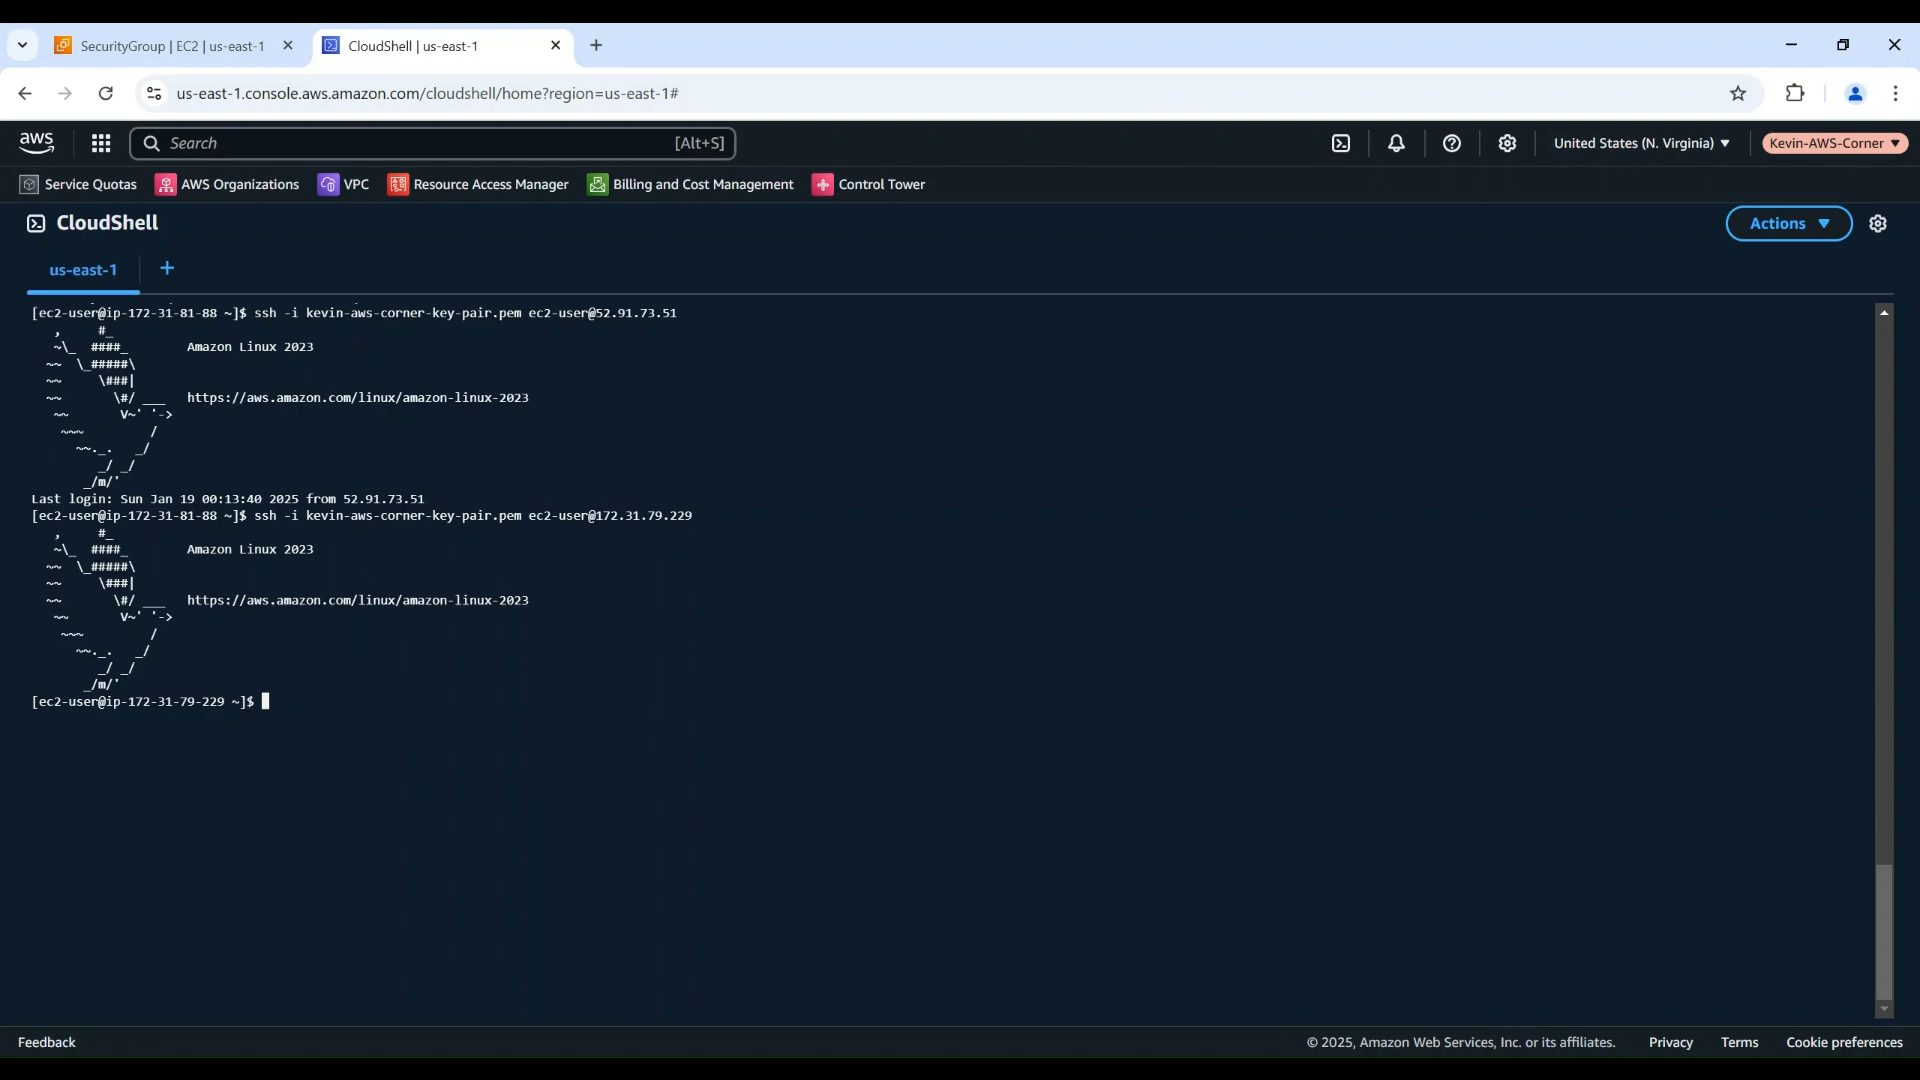 SecurityGroup | EC2 | us-east-1
CloudShell | us-east-1
us-east-1.console.aws.amazon.com/cloudshell/home?region=us-east-1#
aws
Search
[Alt+S]
United States (N. Virginia)
Kevin-AWS-Corner
Service Quotas
AWS Organizations
VPC
Resource Access Manager
Billing and Cost Management
Control Tower
CloudShell
Actions
us-east-1
[ec2-user@ip-172-31-81-88 ~]$ ssh -i kevin-aws-corner-key-pair.pem ec2-user@52.91.73.51
   ,     #_
   ~\_  ####_        Amazon Linux 2023
  ~~  \_#####\
  ~~     \###|
  ~~       \#/ ___   https://aws.amazon.com/linux/amazon-linux-2023
   ~~       V~' '->
    ~~~         /
      ~~._.   _/
         _/ _/
       _/m/'
Last login: Sun Jan 19 00:13:40 2025 from 52.91.73.51
[ec2-user@ip-172-31-81-88 ~]$ ssh -i kevin-aws-corner-key-pair.pem ec2-user@172.31.79.229
   ,     #_
   ~\_  ####_        Amazon Linux 2023
  ~~  \_#####\
  ~~     \###|
  ~~       \#/ ___   https://aws.amazon.com/linux/amazon-linux-2023
   ~~       V~' '->
    ~~~         /
      ~~._.   _/
         _/ _/
       _/m/'
[ec2-user@ip-172-31-79-229 ~]$
Feedback
© 2025, Amazon Web Services, Inc. or its affiliates.
Privacy
Terms
Cookie preferences